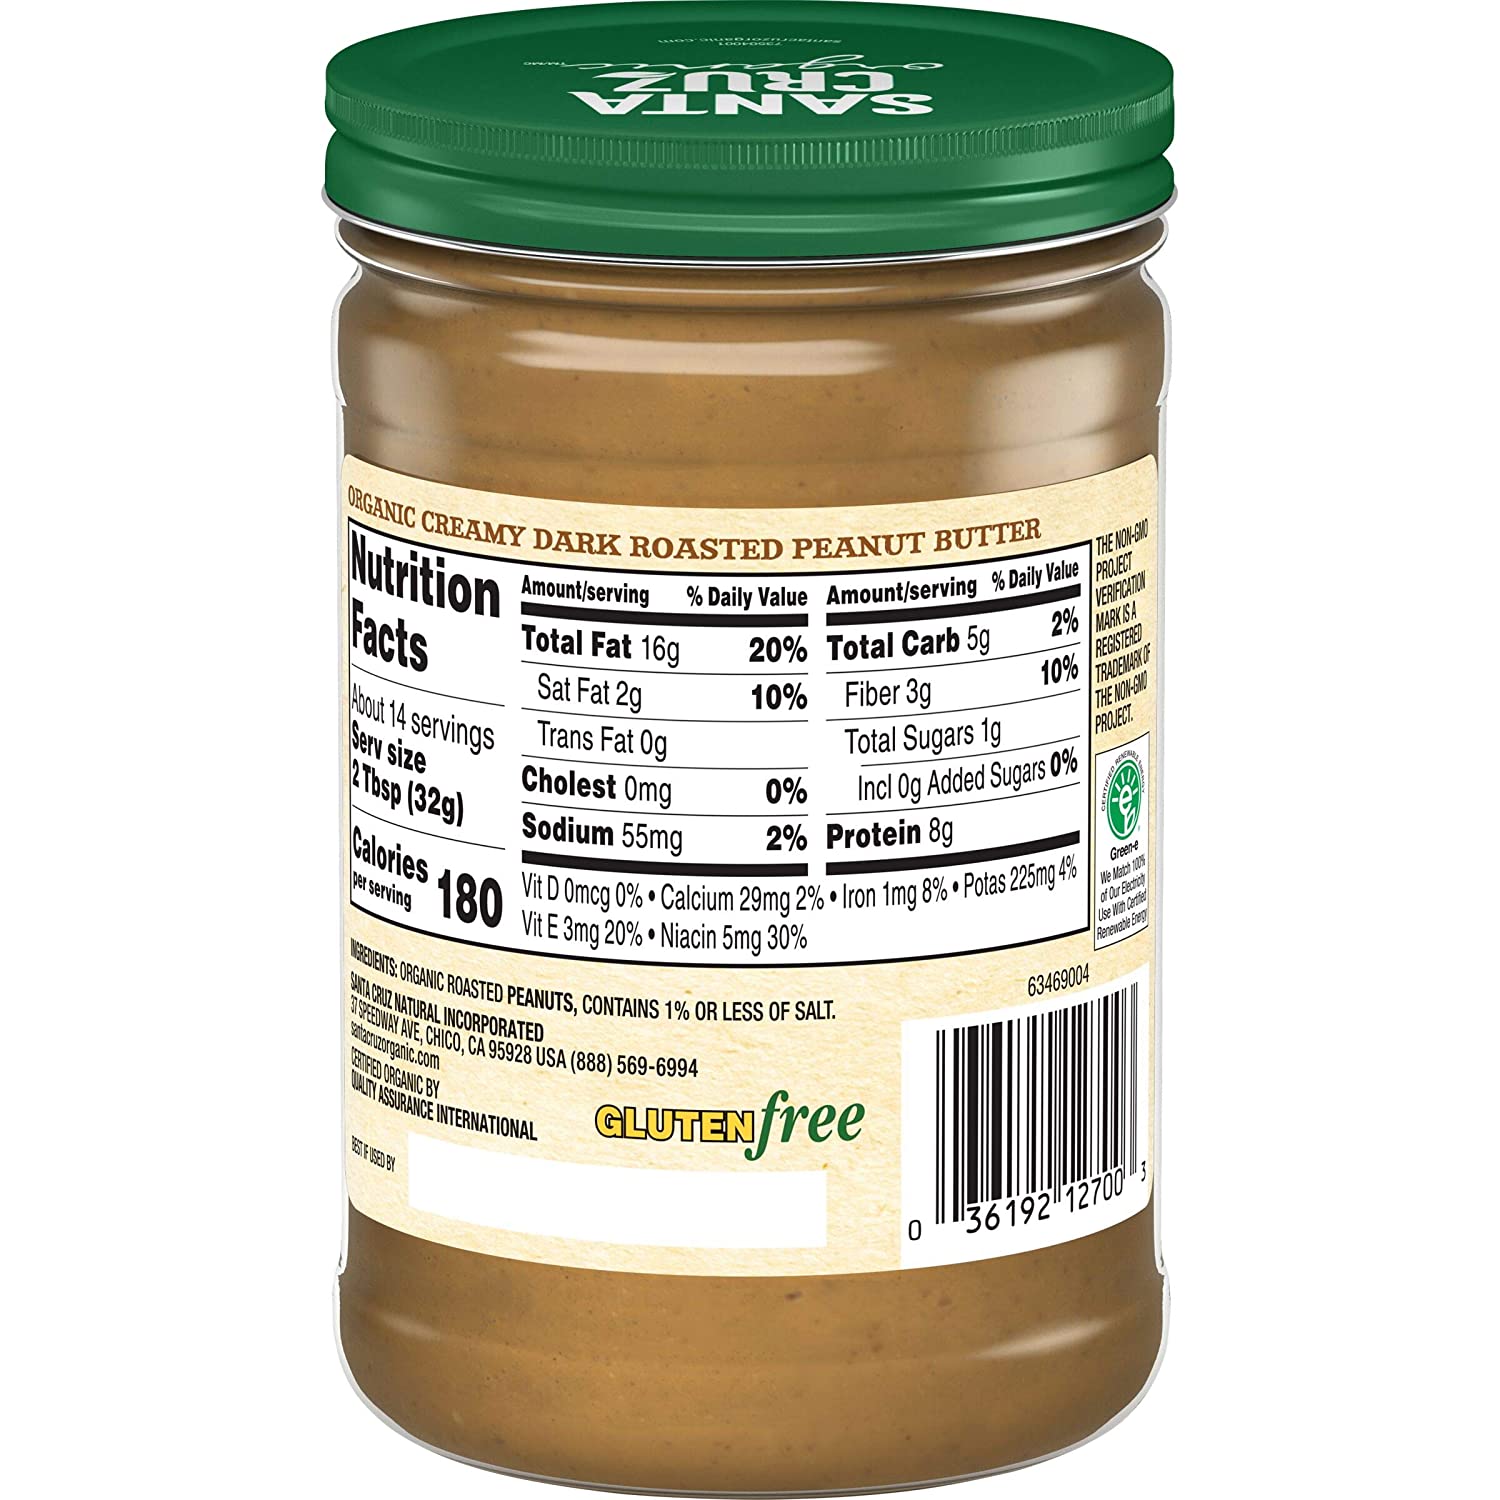 santacruzorganic.com
73504001
SANTA
CRUZ
organic
TM/MC
ORGANIC CREAMY DARK ROASTED PEANUT BUTTER
Nutrition
Facts
About 14 servings
Serv size
2 Tbsp (32g)
Calories
per serving
180
Amount/serving % Daily Value
Total Fat 16g 20%
Sat Fat 2g 10%
Trans Fat 0g
Cholest 0mg 0%
Sodium 55mg 2%
Amount/serving % Daily Value
Total Carb 5g 2%
Fiber 3g 10%
Total Sugars 1g
Incl 0g Added Sugars 0%
Protein 8g
Vit D 0mcg 0% • Calcium 29mg 2% • Iron 1mg 8% • Potas 225mg 4%
Vit E 3mg 20% • Niacin 5mg 30%
THE NON-GMO
PROJECT
VERIFICATION
MARK IS A
REGISTERED
TRADEMARK OF
THE NON-GMO
PROJECT.
CERTIFIED RENEWABLE ENERGY
Green-e
We Match 100%
of Our Electricity
Use With Certified
Renewable Energy
INGREDIENTS: ORGANIC ROASTED PEANUTS, CONTAINS 1% OR LESS OF SALT.
SANTA CRUZ NATURAL INCORPORATED
37 SPEEDWAY AVE, CHICO, CA 95928 USA (888) 569-6994
santacruzorganic.com
CERTIFIED ORGANIC BY
QUALITY ASSURANCE INTERNATIONAL
GLUTEN free
BEST IF USED BY
63469004
0 36192 12700 3